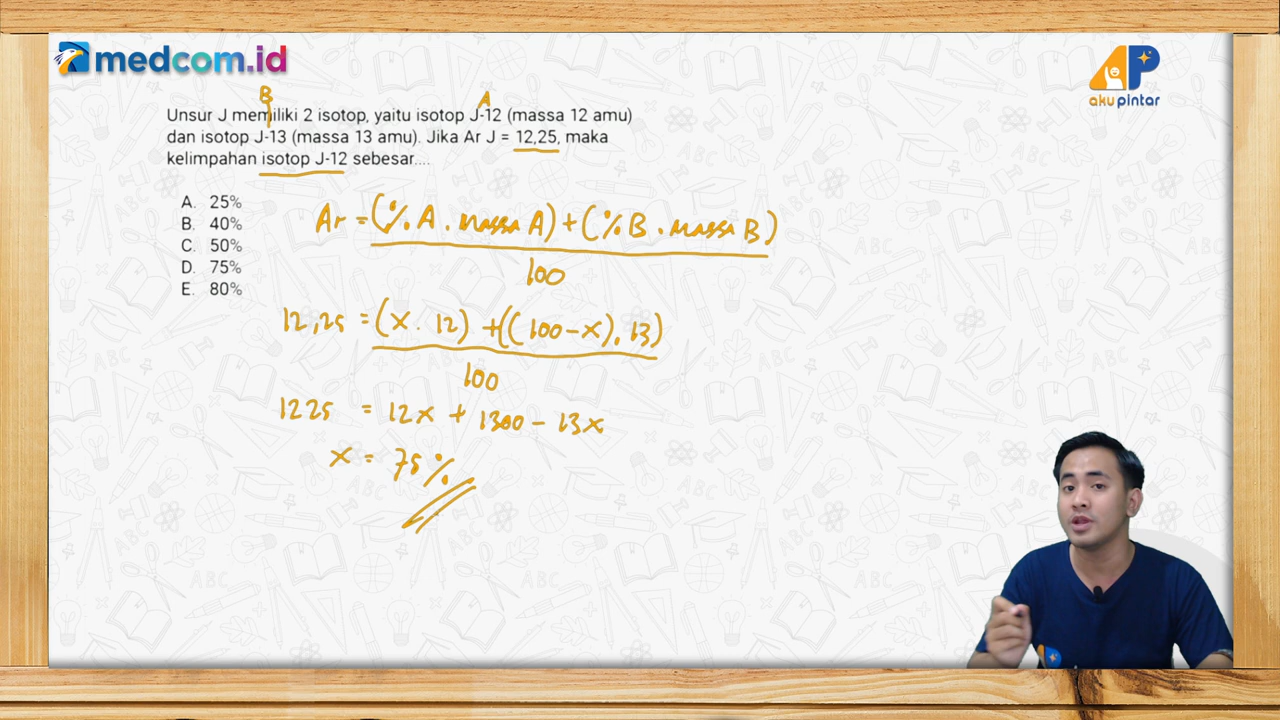 medcom.id
AP
aku pintar
B
A
Unsur J memiliki 2 isotop, yaitu isotop J-12 (massa 12 amu)
dan isotop J-13 (massa 13 amu). Jika Ar J = 12,25, maka
kelimpahan isotop J-12 sebesar....
A. 25%
B. 40%
C. 50%
D. 75%
E. 80%
Ar = (% A . massa A) + (% B . massa B)
100
12,25 = (x . 12) + ((100 - x) . 13)
100
1225 = 12x + 1300 - 13x
x = 75%